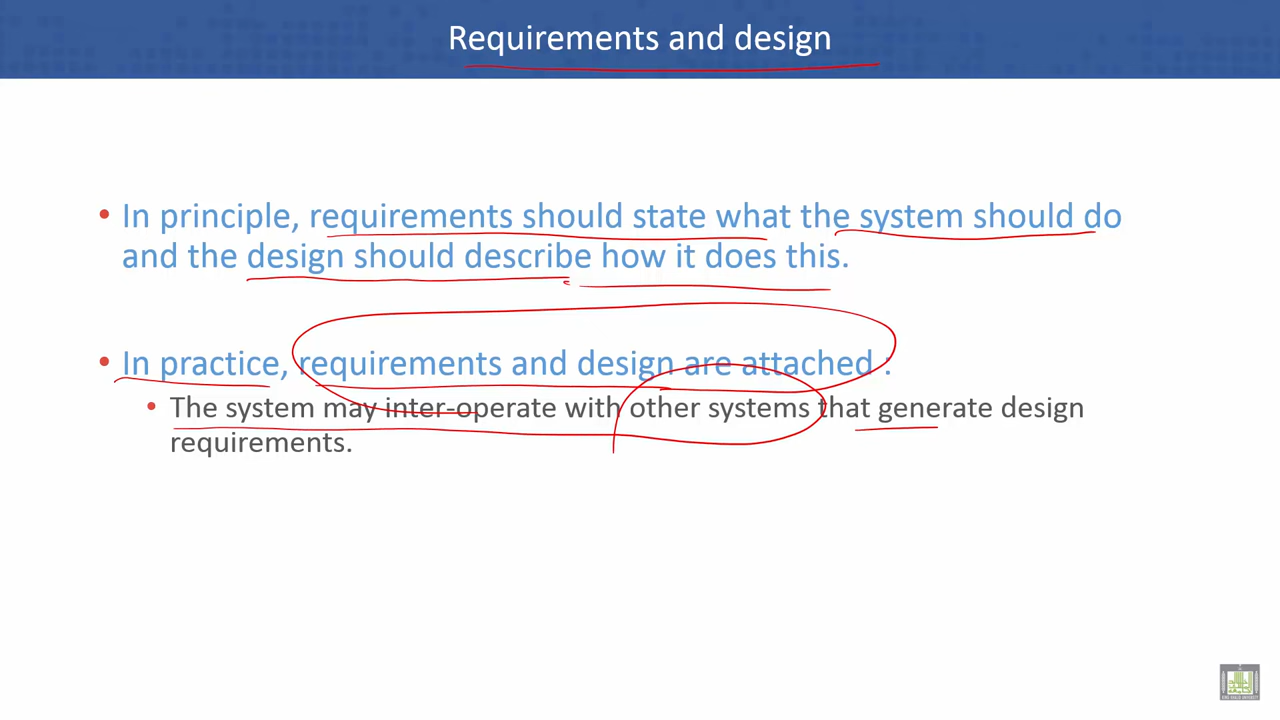 Requirements and design
• In principle, requirements should state what the system should do
and the design should describe how it does this.
• In practice, requirements and design are attached :
• The system may inter-operate with other systems that generate design
requirements.